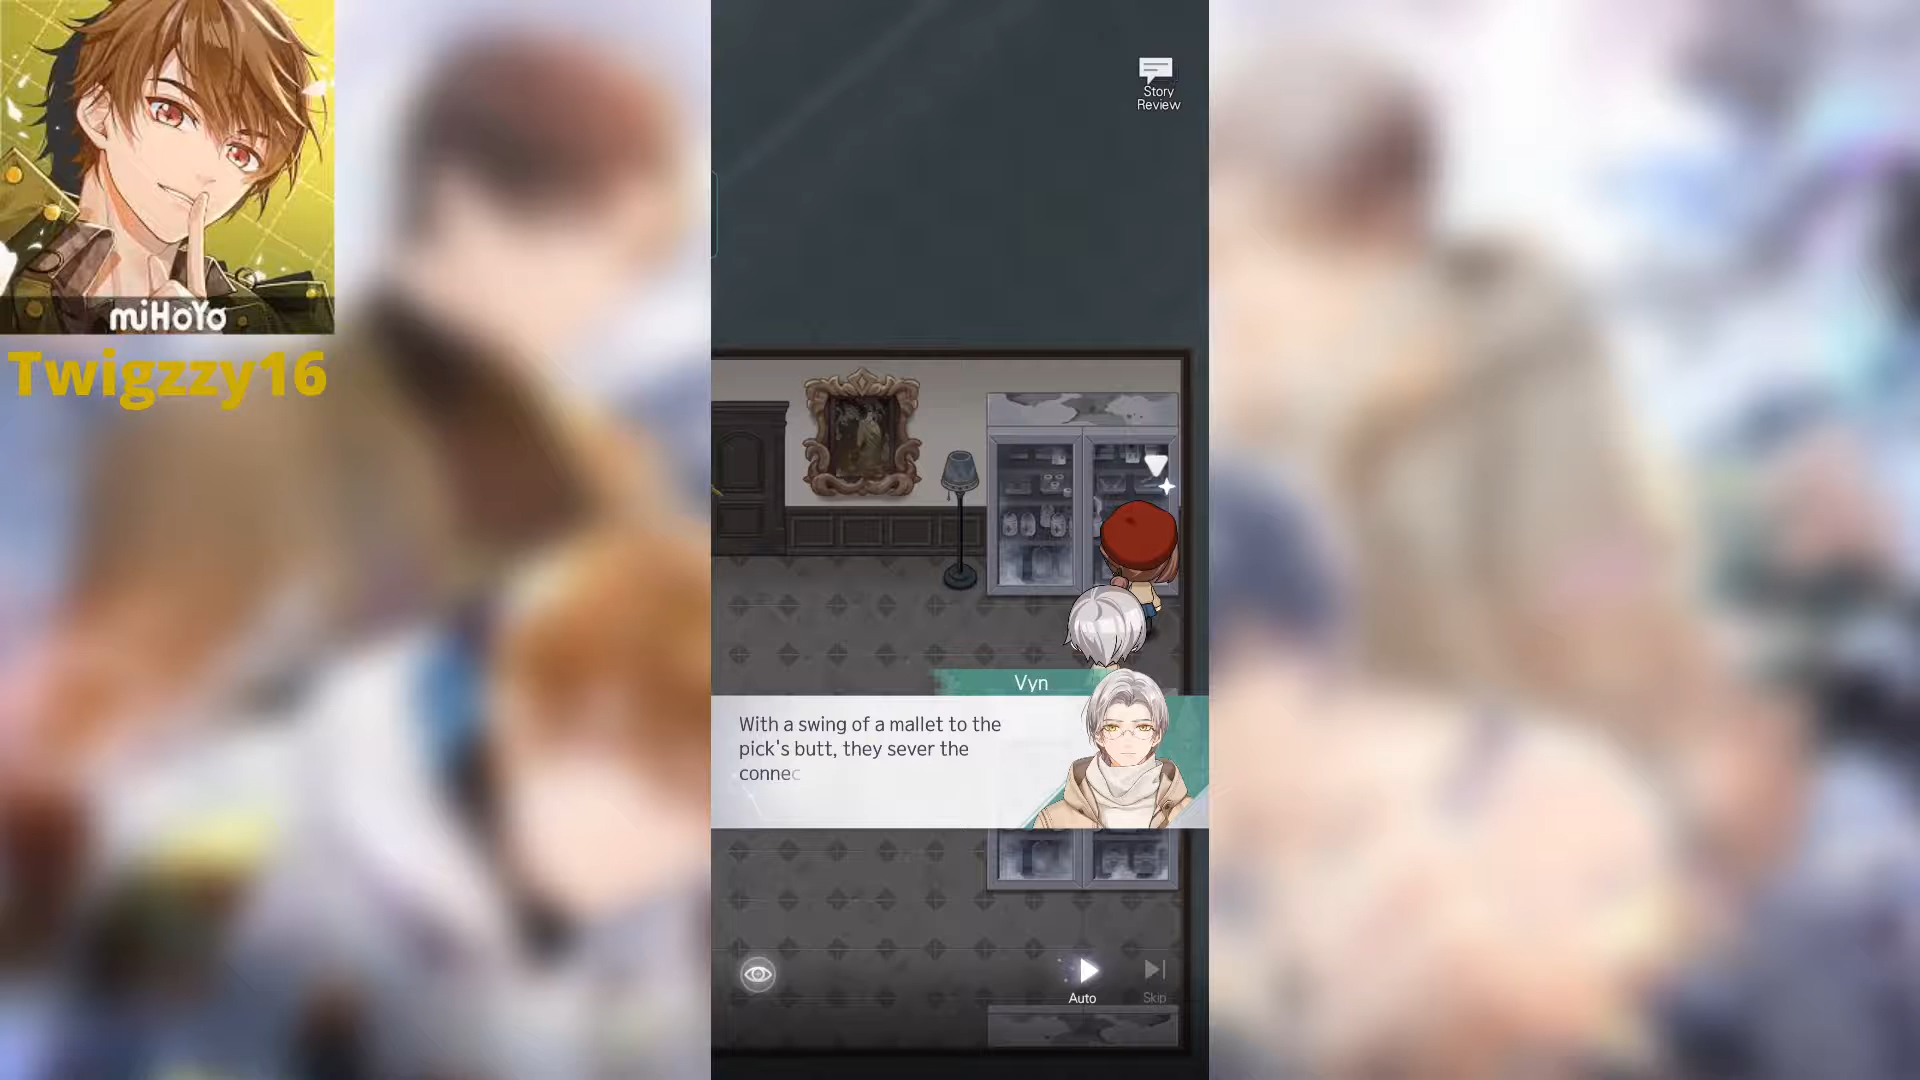 miHoYo
Twigzzy16
Story
Review
Vyn
With a swing of a mallet to the
pick's butt, they sever the
connec
Auto
Skip